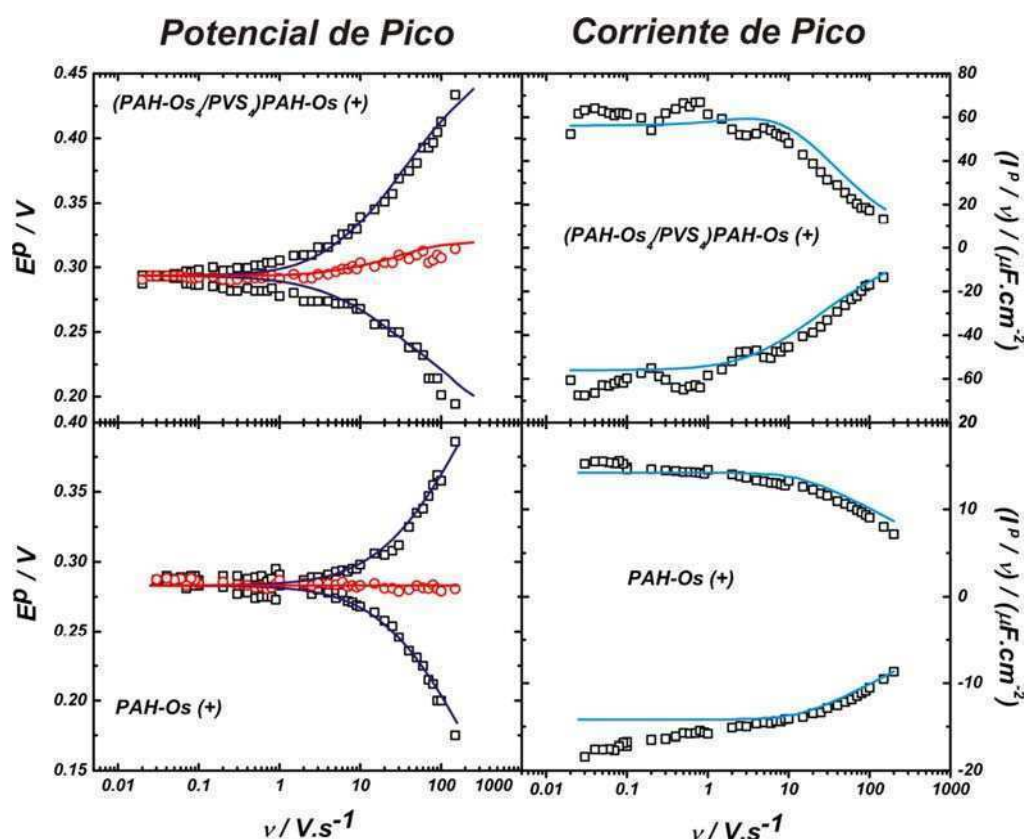 Potencial de Pico
Corriente de Pico
0.45
0.40
0.35
0.30
0.25
0.20
E^p / V
(PAH-Os_4/PVS_4)PAH-Os (+)
80
60
40
20
0
-20
-40
-60
20
(I^p / ν) / (μF.cm^-2)
(PAH-Os_4/PVS_4)PAH-Os (+)
0.40
0.35
0.30
0.25
0.20
0.15
E^p / V
PAH-Os (+)
10
0
-10
-20
(I^p / ν) / (μF.cm^-2)
PAH-Os (+)
0.01 0.1 1 10 100 1000
0.01 0.1 1 10 100 1000
ν / V.s^-1
ν / V.s^-1